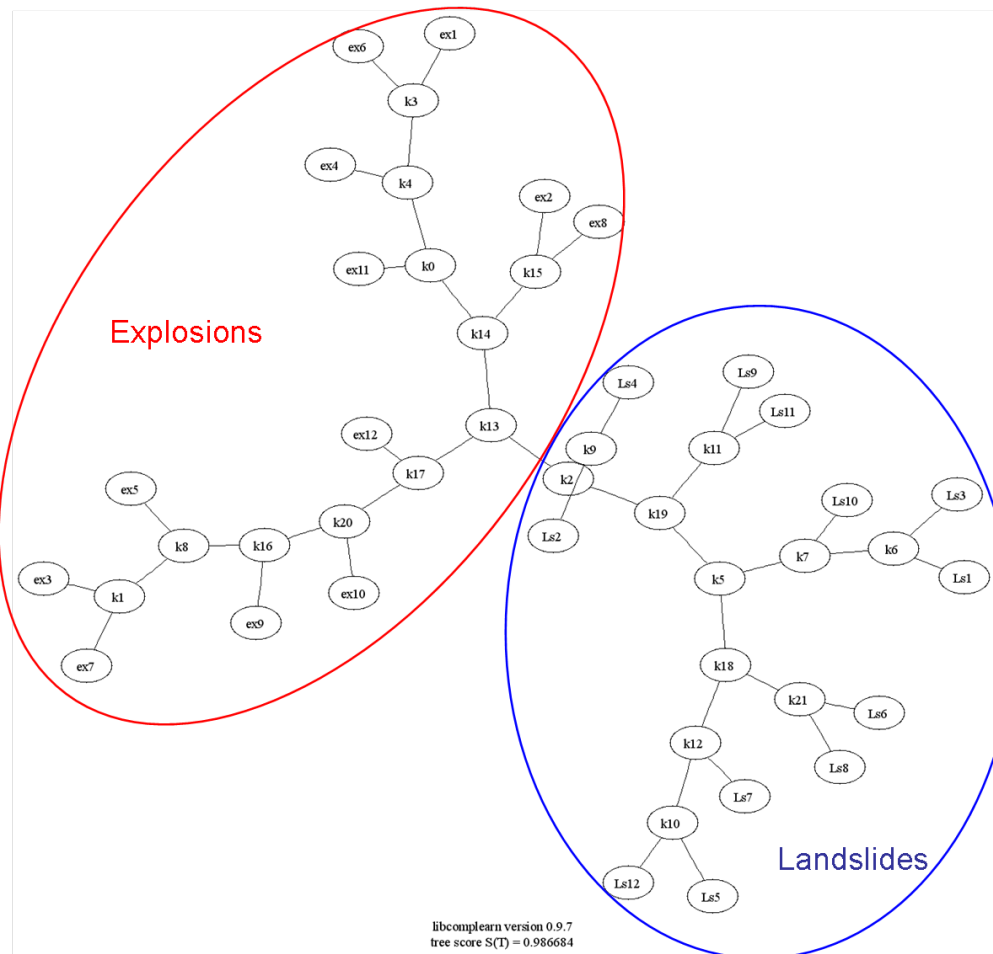 ex1
ex6
k3
ex4
k4
ex2
ex8
ex11
k0
k15
Explosions
k14
Ls4
Ls9
Ls11
k13
ex12
k9
k11
k17
k2
ex5
Ls10
Ls3
k20
k19
Ls2
k8
k16
k7
k6
ex3
k5
Ls1
k1
ex10
ex9
ex7
k18
k21
Ls6
k12
Ls8
Ls7
k10
Landslides
Ls12
Ls5
libcomplearn version 0.9.7
tree score S(T) = 0.986684